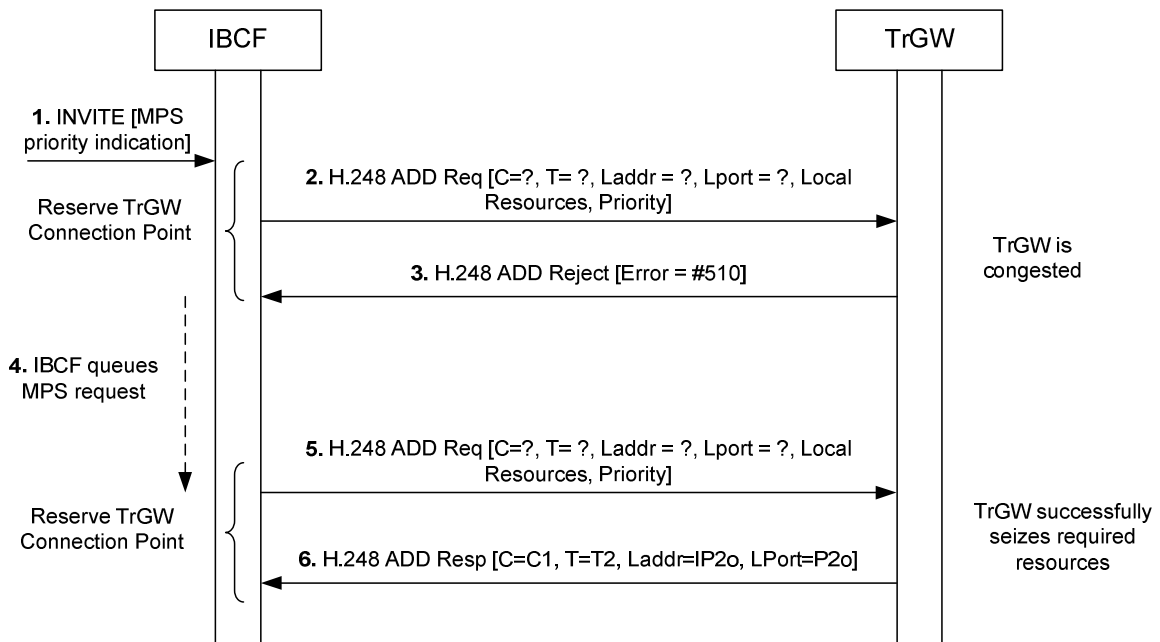 IBCF
TrGW
1. INVITE [MPS
priority indication]
2. H.248 ADD Req [C=?, T= ?, Laddr = ?, Lport = ?, Local
Resources, Priority]
Reserve TrGW
Connection Point
TrGW is
congested
3. H.248 ADD Reject [Error = #510]
4. IBCF queues
MPS request
5. H.248 ADD Req [C=?, T= ?, Laddr = ?, Lport = ?, Local
Resources, Priority]
Reserve TrGW
Connection Point
TrGW successfully
seizes required
resources
6. H.248 ADD Resp [C=C1, T=T2, Laddr=IP2o, LPort=P2o]